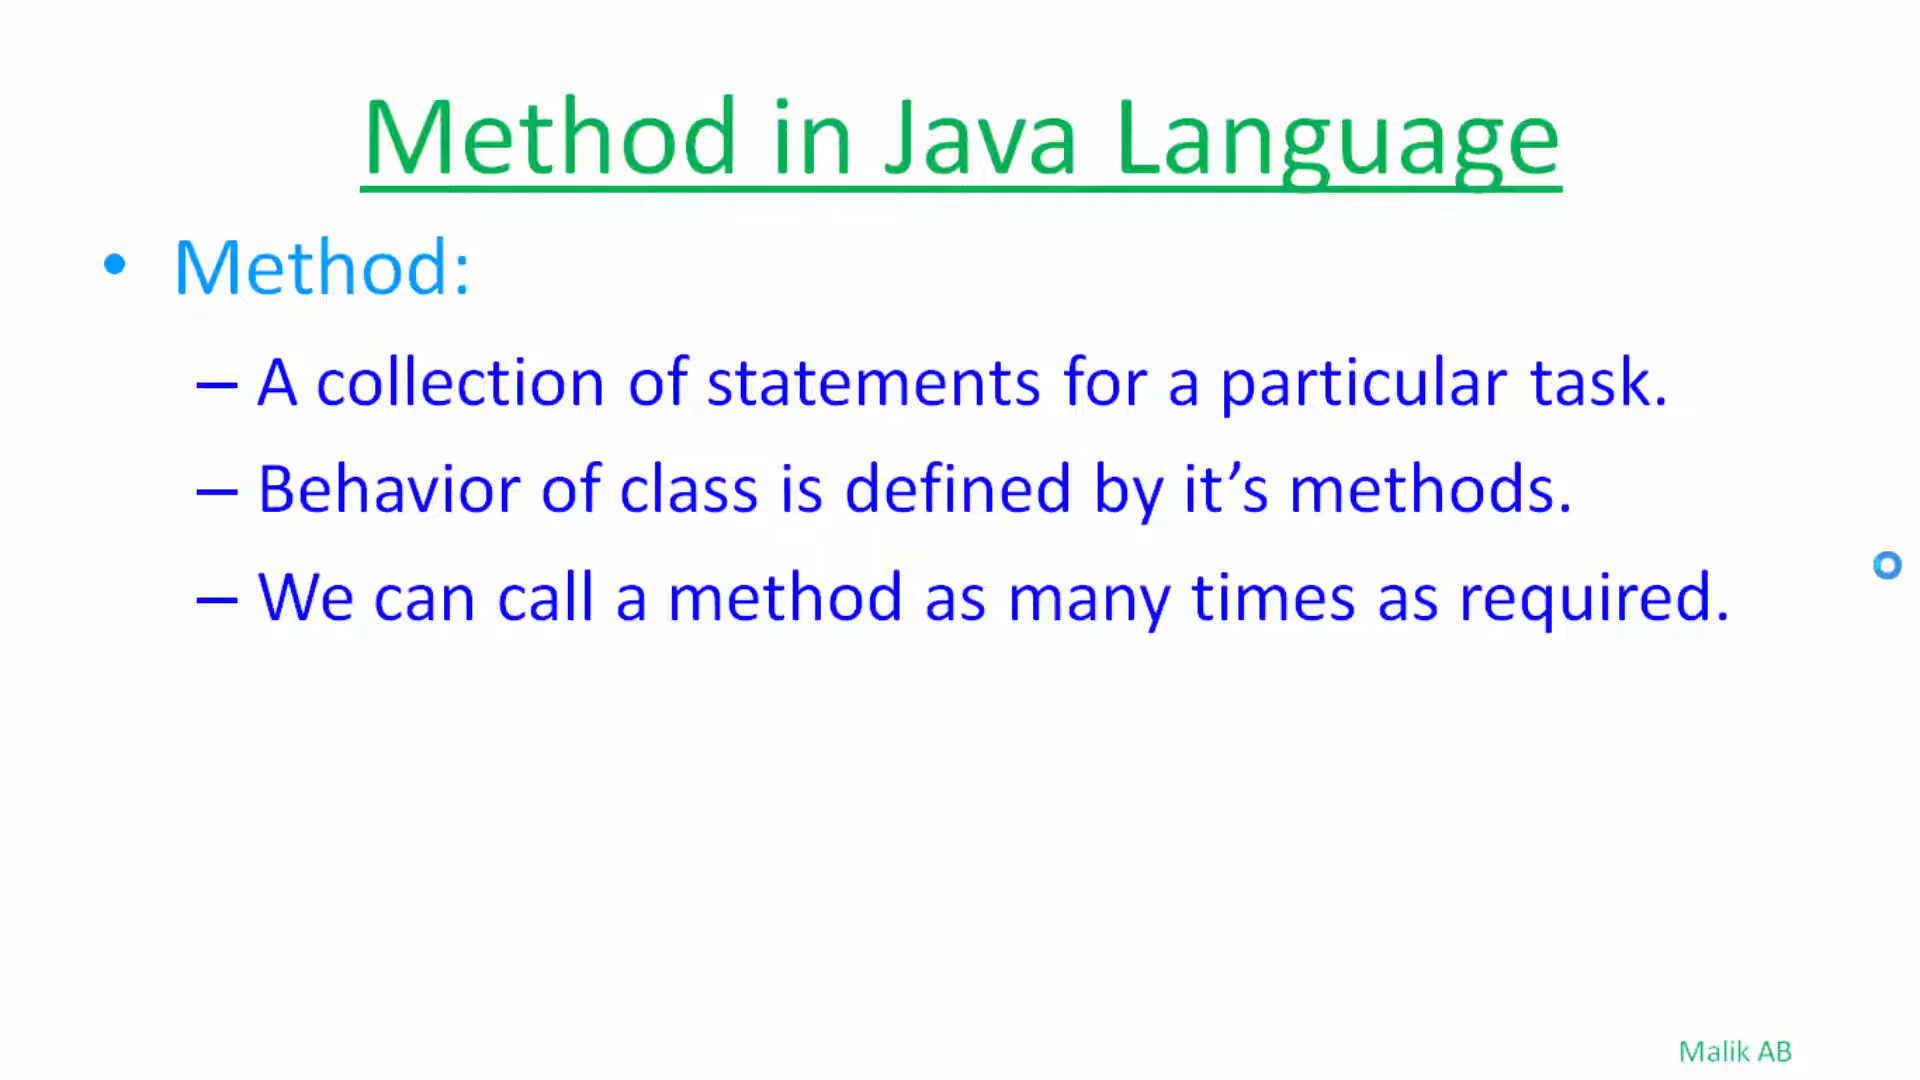 Method in Java Language
• Method:
– A collection of statements for a particular task.
– Behavior of class is defined by it’s methods.
– We can call a method as many times as required.
Malik AB